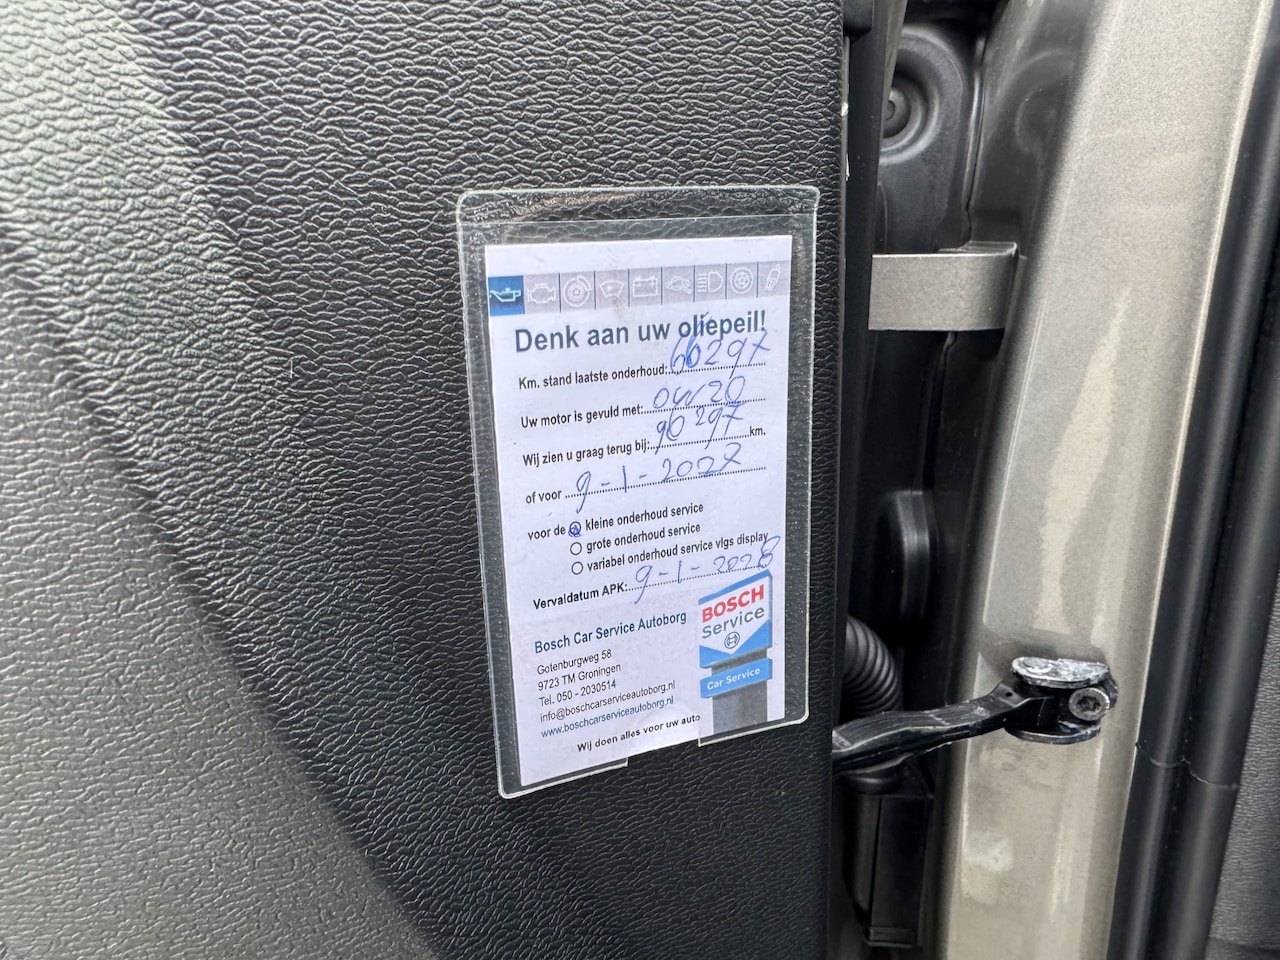 Denk aan uw oliepeil!
Km. stand laatste onderhoud: 66297
Uw motor is gevuld met: 0W20
Wij zien u graag terug bij: 96297 km.
of voor 9-1-2027
voor de kleine onderhoud service
grote onderhoud service
variabel onderhoud service vlgs display
Vervaldatum APK: 9-1-2028
Bosch Car Service Autoborg
Gotenburgweg 58
9723 TM Groningen
Tel. 050 - 2030514
info@boschcarserviceautoborg.nl
www.boschcarserviceautoborg.nl
Wij doen alles voor uw auto
BOSCH
Service
Car Service